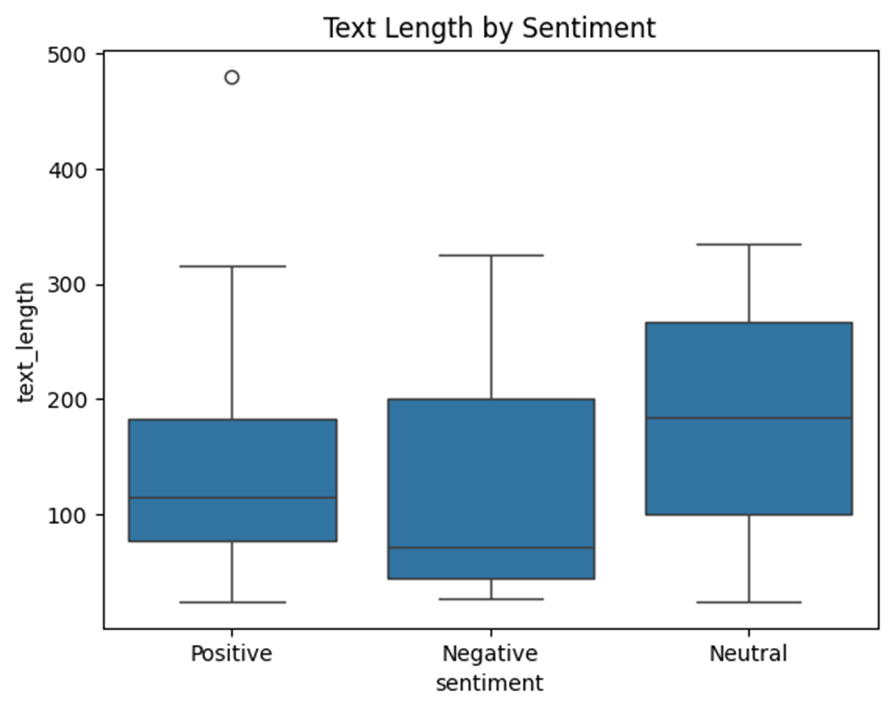 Text Length by Sentiment
500
400
300
200
100
text_length
Positive Negative Neutral
sentiment